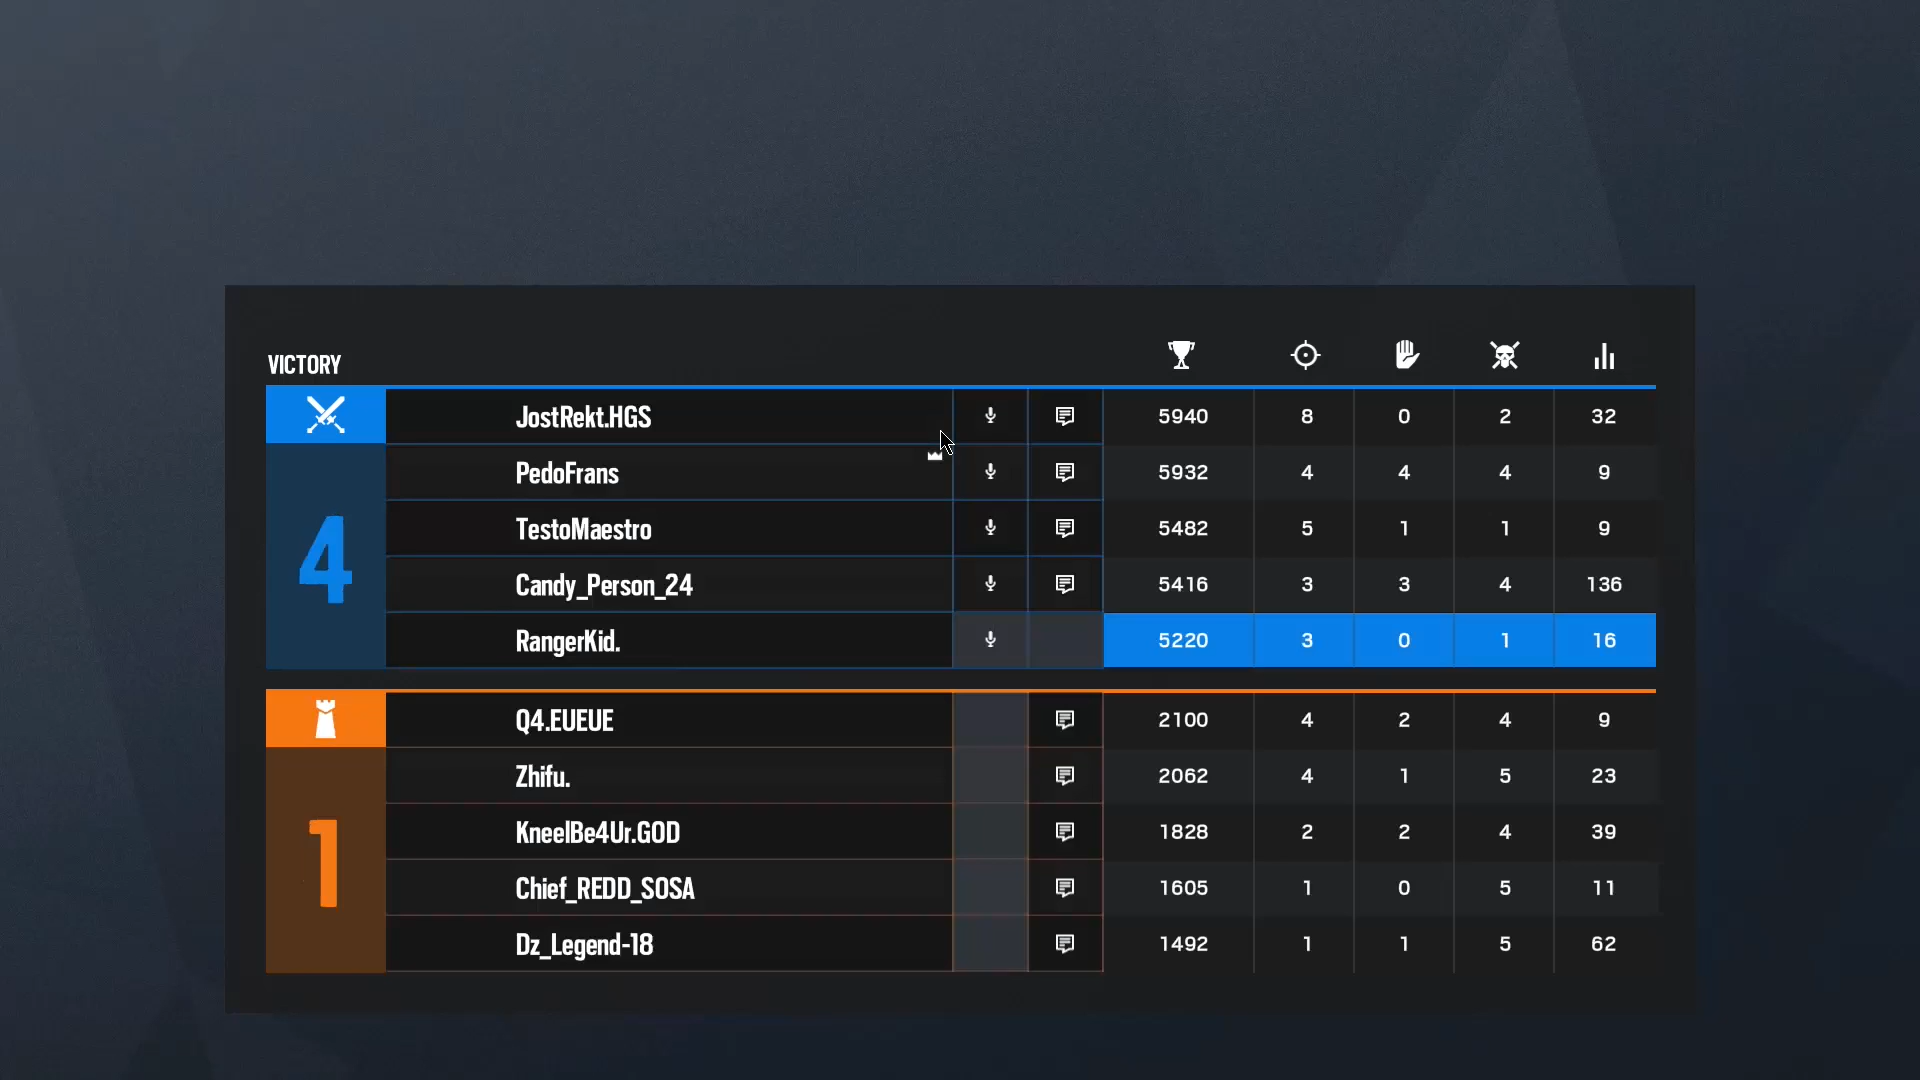 VICTORY
JostRekt.HGS 5940 8 0 2 32
PedoFrans 5932 4 4 4 9
4
TestoMaestro 5482 5 1 1 9
Candy_Person_24 5416 3 3 4 136
RangerKid. 5220 3 0 1 16
Q4.EUEUE 2100 4 2 4 9
Zhifu. 2062 4 1 5 23
1
KneelBe4Ur.GOD 1828 2 2 4 39
Chief_REDD_SOSA 1605 1 0 5 11
Dz_Legend-18 1492 1 1 5 62